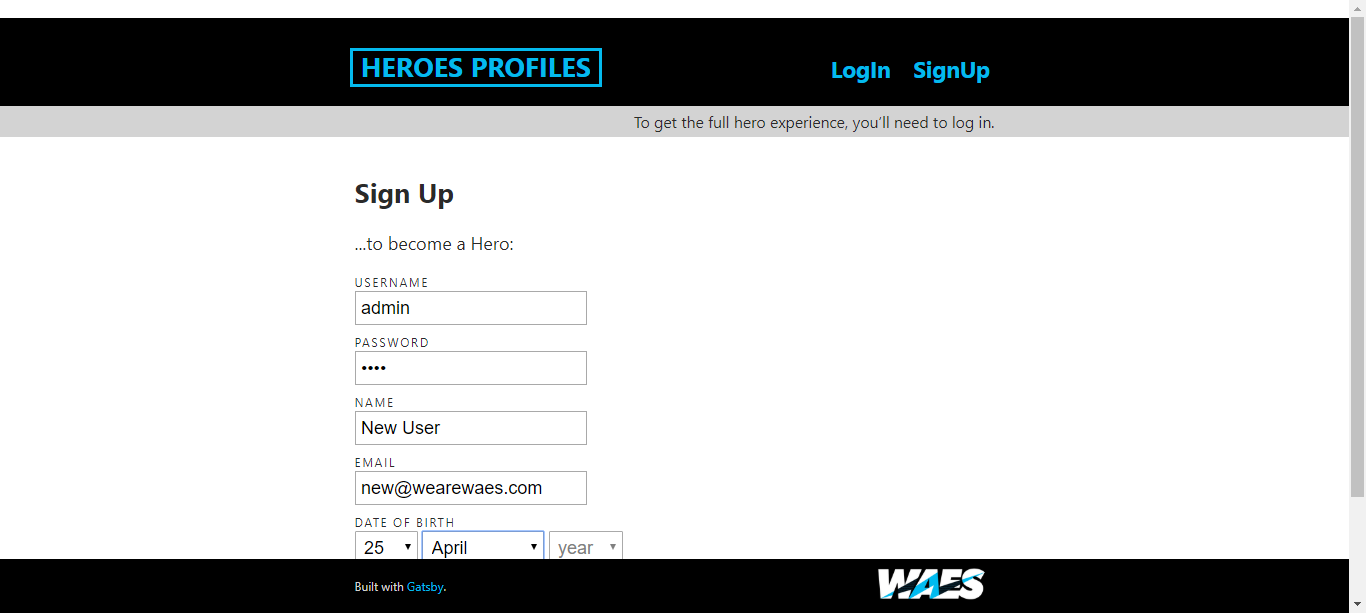 HEROES PROFILES
LogIn SignUp
To get the full hero experience, you’ll need to log in.
Sign Up
...to become a Hero:
USERNAME
admin
PASSWORD
••••
NAME
New User
EMAIL
new@wearewaes.com
DATE OF BIRTH
25 April year
Built with Gatsby.
WAES